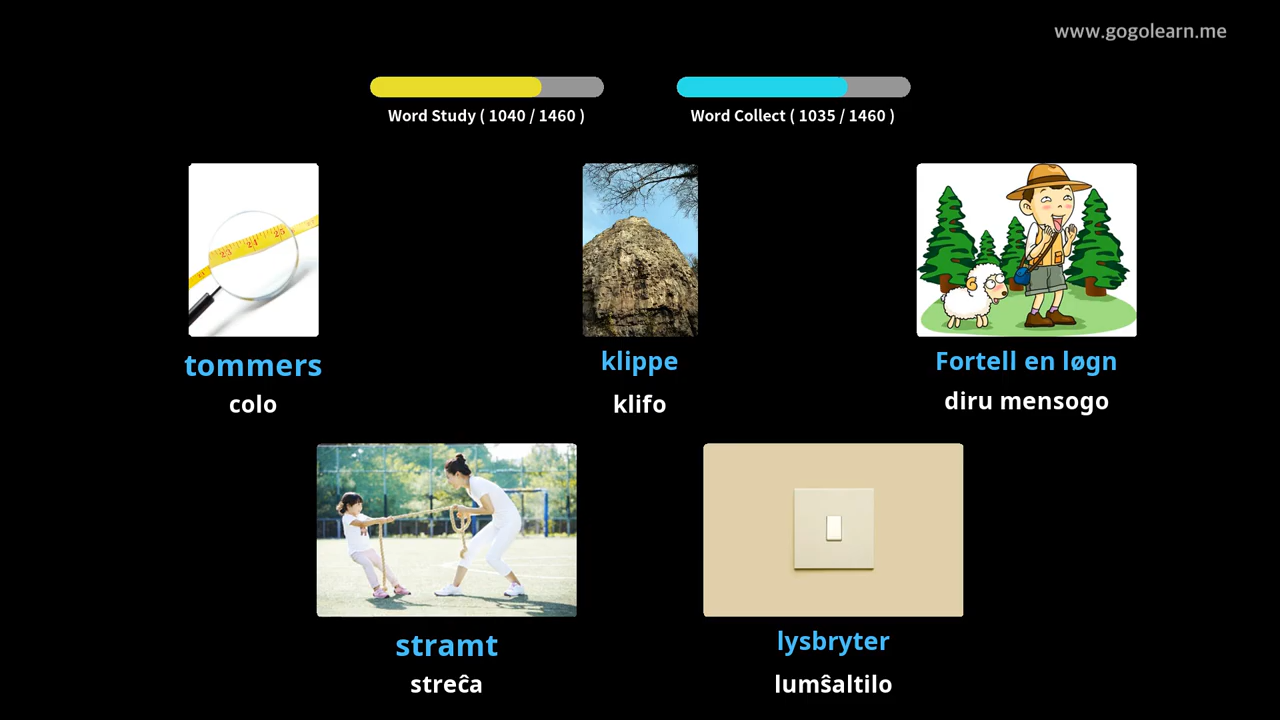 www.gogolearn.me
Word Study ( 1040 / 1460 )
Word Collect ( 1035 / 1460 )
tommers
colo
klippe
klifo
Fortell en løgn
diru mensogo
stramt
streĉa
lysbryter
lumŝaltilo